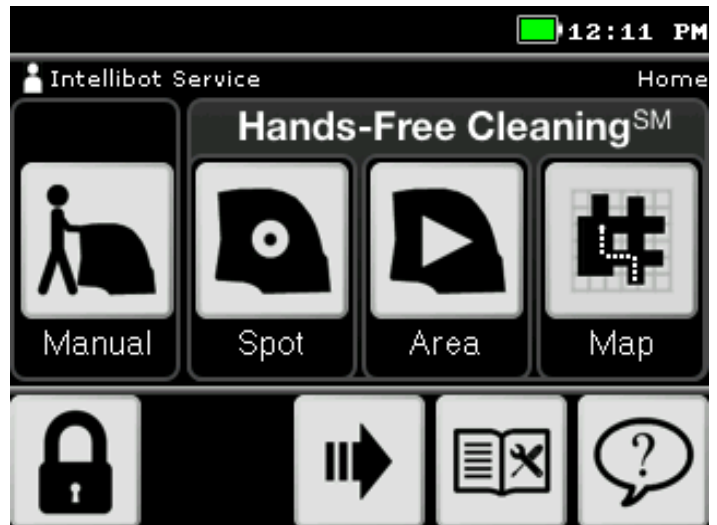 12:11 PM
Intellibot Service Home
Hands-Free Cleaning℠
Manual Spot Area Map
?